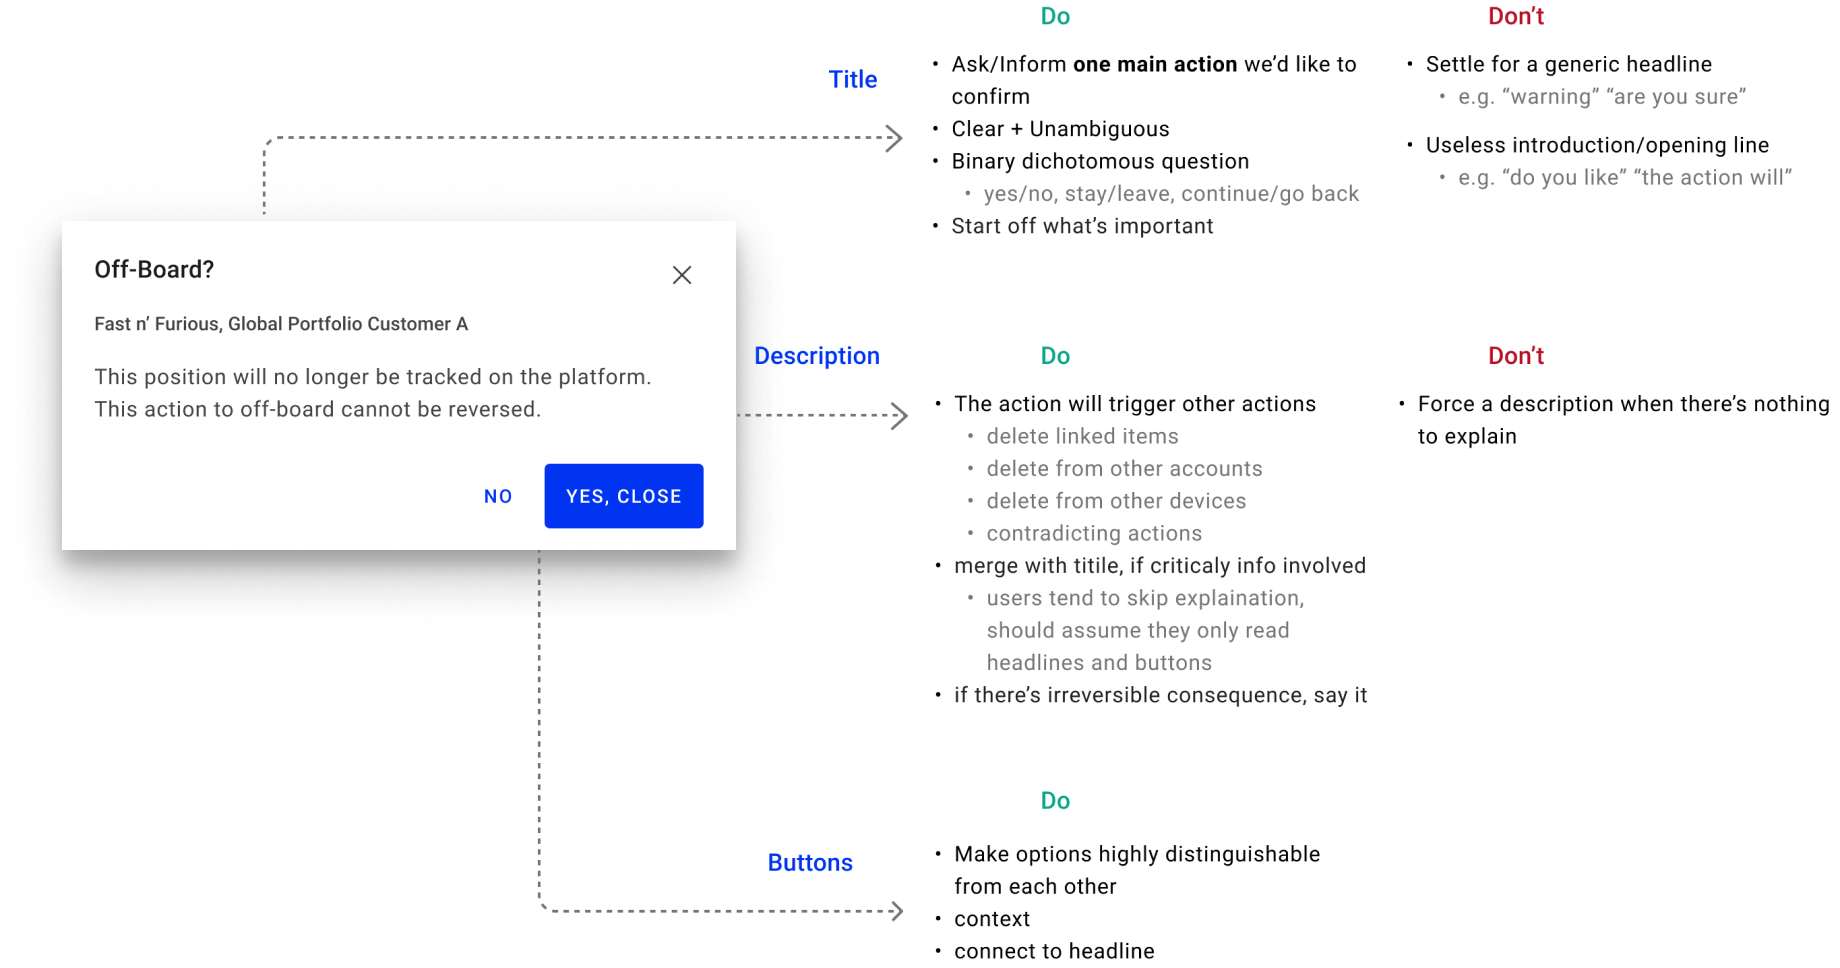 Do
Don’t
Title
• Ask/Inform one main action we’d like to
confirm
• Clear + Unambiguous
• Binary dichotomous question
• yes/no, stay/leave, continue/go back
• Start off what’s important
• Settle for a generic headline
• e.g. “warning” “are you sure”
• Useless introduction/opening line
• e.g. “do you like” “the action will”
Off-Board?
Fast n’ Furious, Global Portfolio Customer A
This position will no longer be tracked on the platform.
This action to off-board cannot be reversed.
NO
YES, CLOSE
Description
Do
Don’t
• The action will trigger other actions
• delete linked items
• delete from other accounts
• delete from other devices
• contradicting actions
• merge with titile, if criticaly info involved
• users tend to skip explaination,
should assume they only read
headlines and buttons
• if there’s irreversible consequence, say it
• Force a description when there’s nothing
to explain
Buttons
Do
• Make options highly distinguishable
from each other
• context
• connect to headline